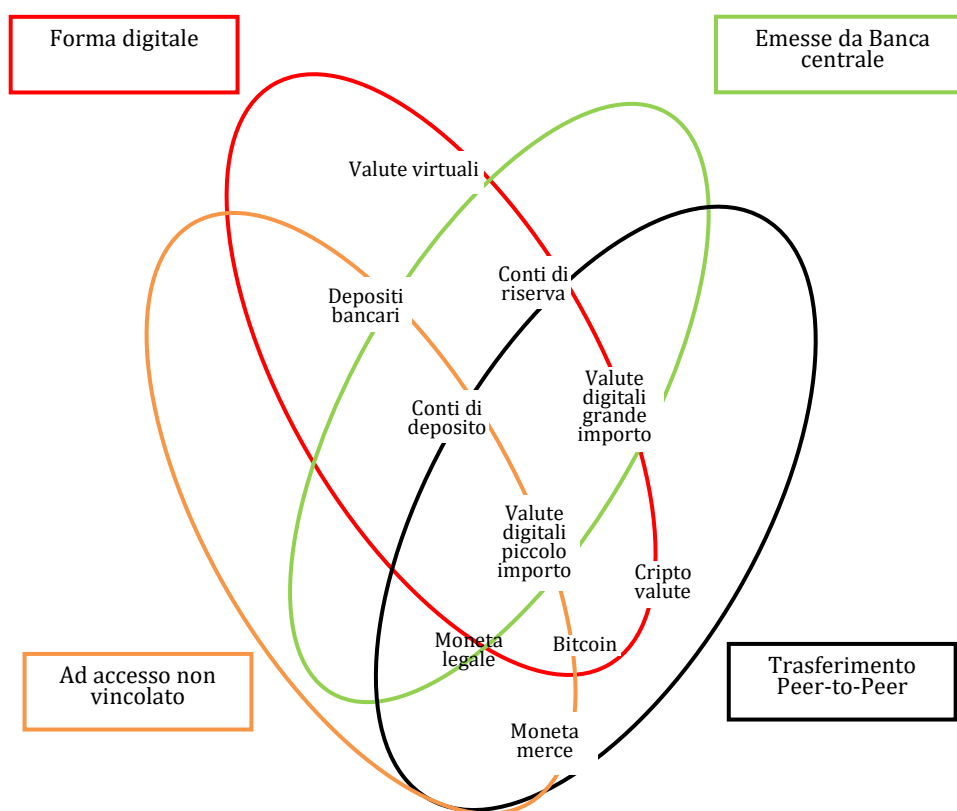 Forma digitale
Emesse da Banca
centrale
Valute virtuali
Conti di
riserva
Depositi
bancari
Valute
digitali
grande
importo
Conti di
deposito
Valute
digitali
piccolo
importo
Cripto
valute
Moneta
legale
Bitcoin
Ad accesso non
vincolato
Trasferimento
Peer-to-Peer
Moneta
merce